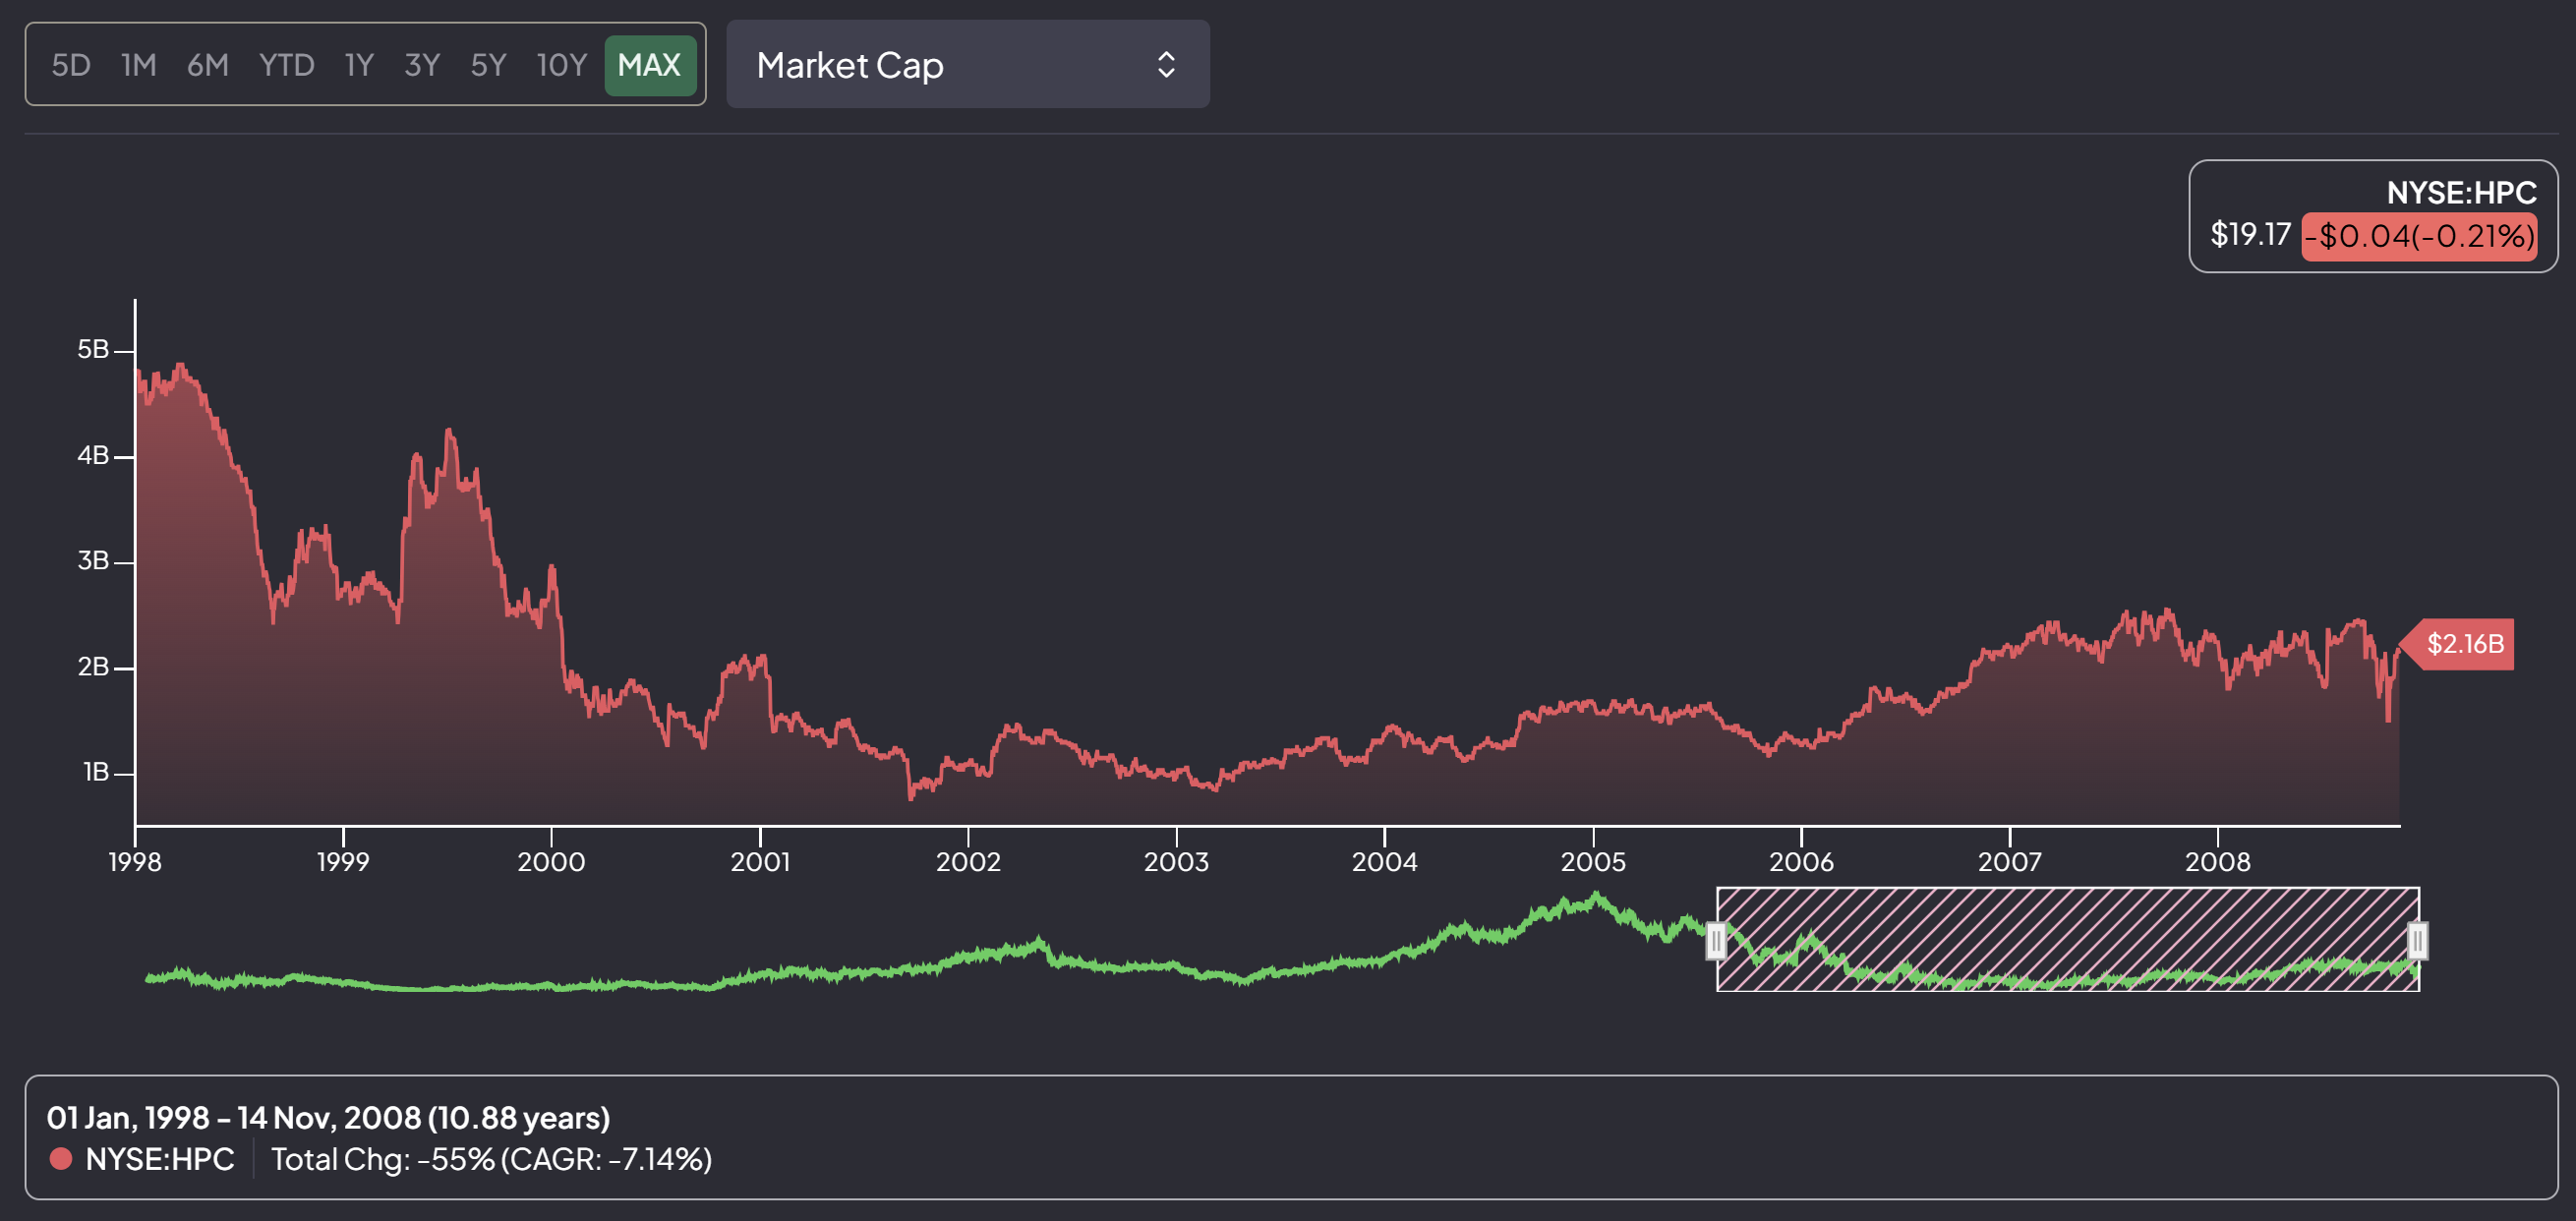 5D 1M 6M YTD 1Y 3Y 5Y 10Y MAX Market Cap
NYSE:HPC
$19.17 -$0.04(-0.21%)
5B
4B
3B
2B
1B
$2.16B
1998 1999 2000 2001 2002 2003 2004 2005 2006 2007 2008
01 Jan, 1998 - 14 Nov, 2008 (10.88 years)
NYSE:HPC Total Chg: -55% (CAGR: -7.14%)